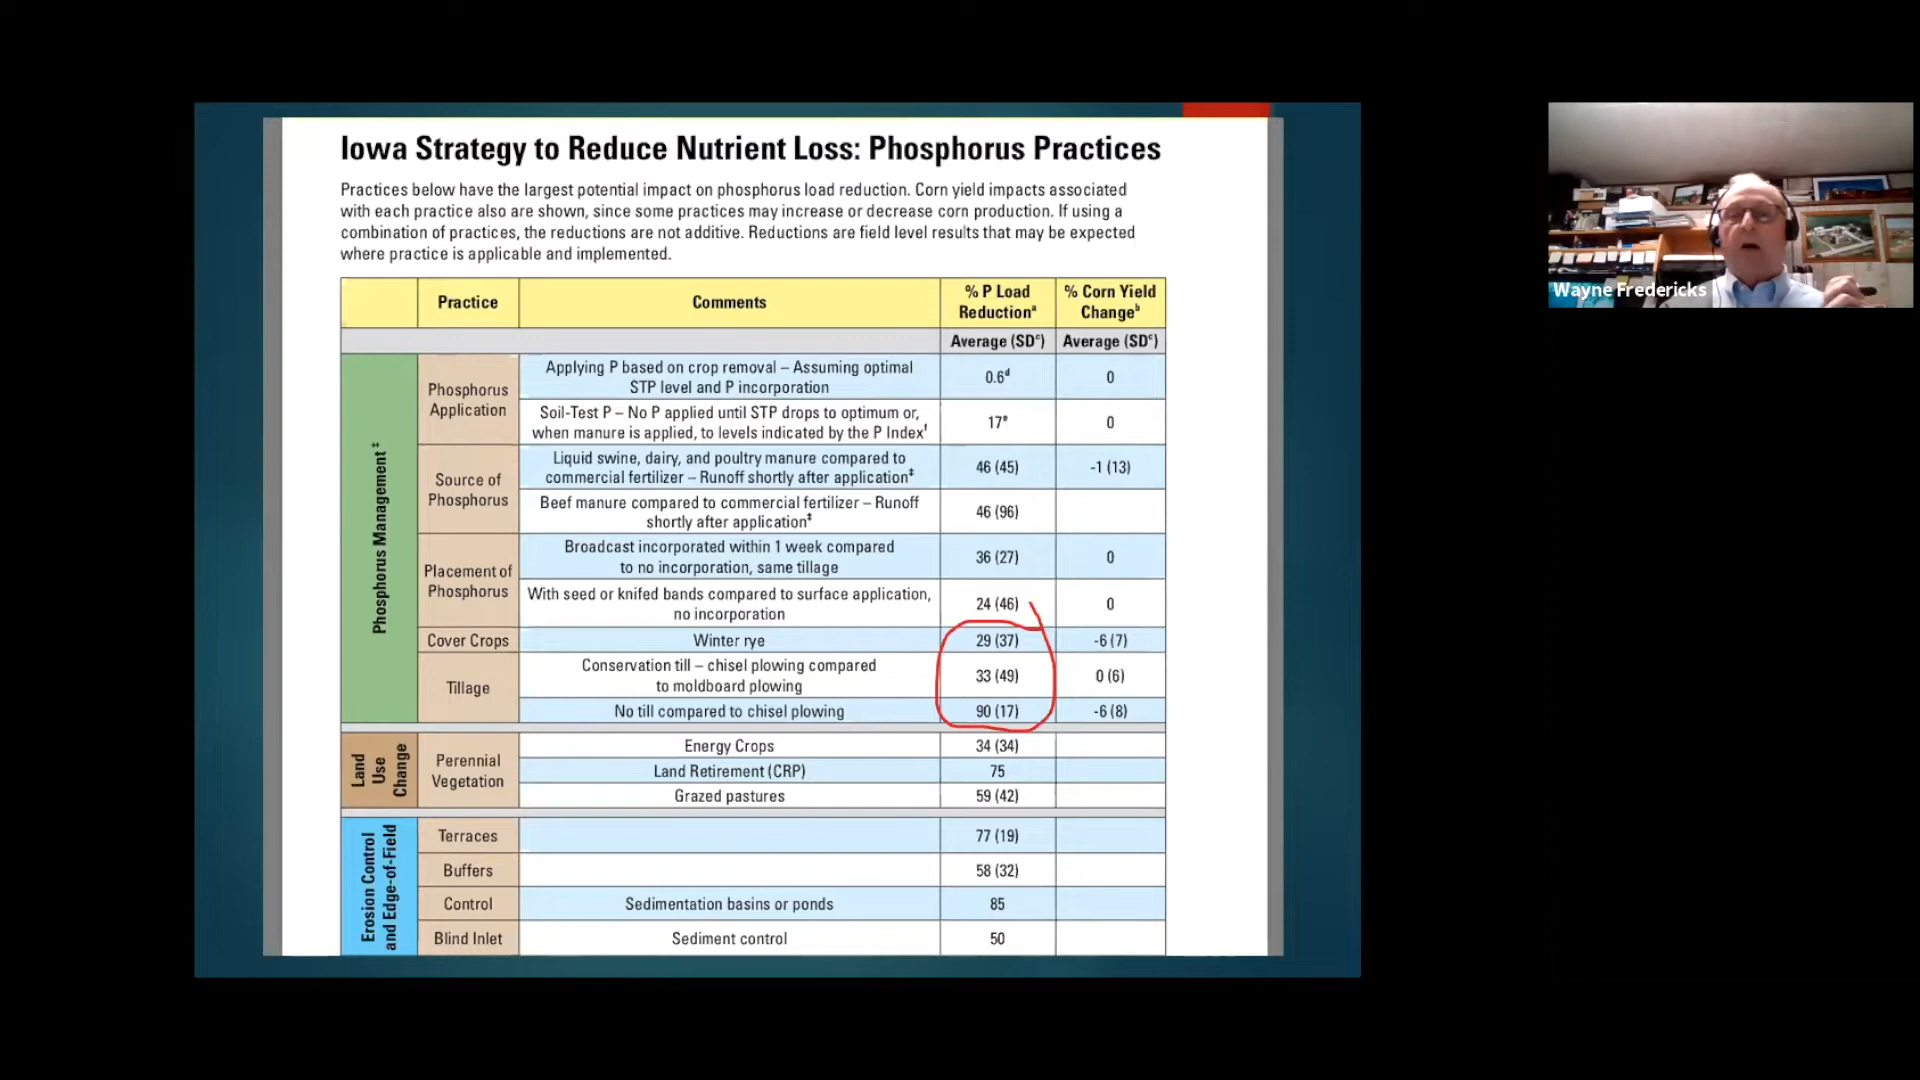 Iowa Strategy to Reduce Nutrient Loss: Phosphorus Practices
Practices below have the largest potential impact on phosphorus load reduction. Corn yield impacts associated
with each practice also are shown, since some practices may increase or decrease corn production. If using a
combination of practices, the reductions are not additive. Reductions are field level results that may be expected
where practice is applicable and implemented.
Practice
Comments
% P Load
Reductionᵃ
% Corn Yield
Changeᵇ
Average (SDᶜ)
Average (SDᶜ)
Phosphorus Management‡
Phosphorus
Application
Applying P based on crop removal – Assuming optimal
STP level and P incorporation
0.6ᵈ
0
Soil-Test P – No P applied until STP drops to optimum or,
when manure is applied, to levels indicated by the P Indexᶠ
17ᵉ
0
Source of
Phosphorus
Liquid swine, dairy, and poultry manure compared to
commercial fertilizer – Runoff shortly after application‡
46 (45)
-1 (13)
Beef manure compared to commercial fertilizer – Runoff
shortly after application‡
46 (96)
Placement of
Phosphorus
Broadcast incorporated within 1 week compared
to no incorporation, same tillage
36 (27)
0
With seed or knifed bands compared to surface application,
no incorporation
24 (46)
0
Cover Crops
Winter rye
29 (37)
-6 (7)
Tillage
Conservation till – chisel plowing compared
to moldboard plowing
33 (49)
0 (6)
No till compared to chisel plowing
90 (17)
-6 (8)
Land
Use
Change
Perennial
Vegetation
Energy Crops
34 (34)
Land Retirement (CRP)
75
Grazed pastures
59 (42)
Erosion Control
and Edge-of-Field
Terraces
77 (19)
Buffers
58 (32)
Control
Sedimentation basins or ponds
85
Blind Inlet
Sediment control
50
Wayne Fredericks